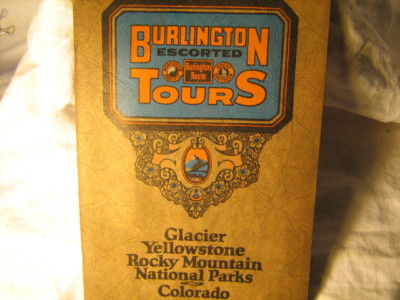 BURLINGTON
ESCORTED
Burlington
Route
TOURS
Glacier
Yellowstone
Rocky Mountain
National Parks
Colorado